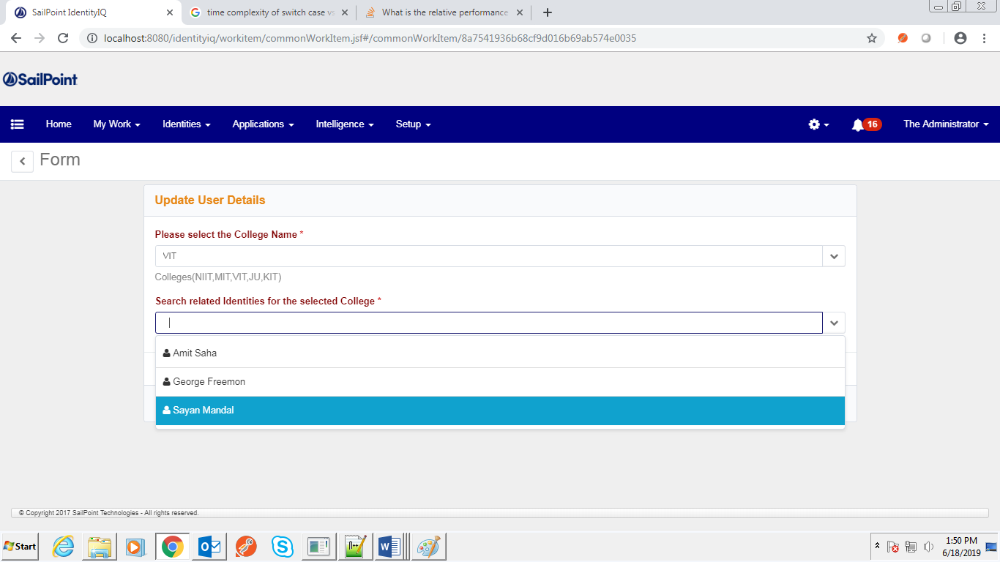 SailPoint IdentityIQ
time complexity of switch case vs
What is the relative performance
localhost:8080/identityiq/workitem/commonWorkItem.jsf#/commonWorkItem/8a7541936b68cf9d016b69ab574e0035
SailPoint
Home My Work Identities Applications Intelligence Setup 16 The Administrator
Form
Update User Details
Please select the College Name *
VIT
Colleges(NIIT,MIT,VIT,JU,KIT)
Search related Identities for the selected College *
Amit Saha
George Freemon
Sayan Mandal
© Copyright 2017 SailPoint Technologies - All rights reserved.
Start
1:50 PM
6/18/2019